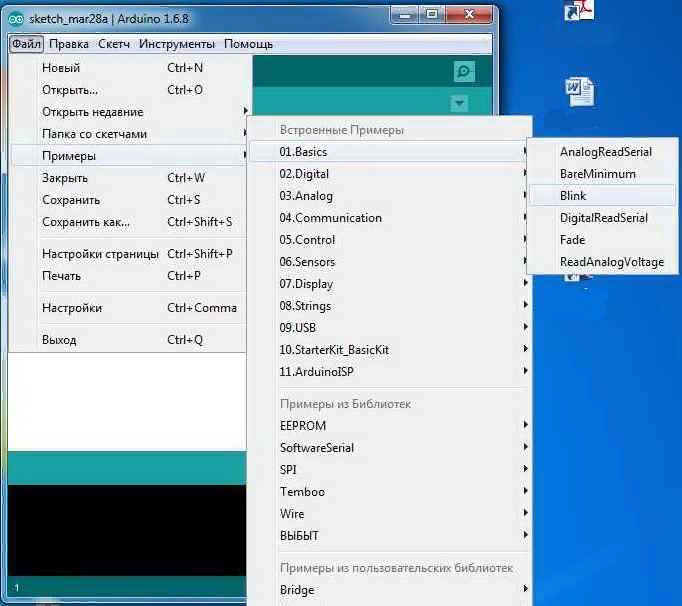 sketch_mar28a | Arduino 1.6.8
Файл Правка Скетч Инструменты Помощь
Новый Ctrl+N
Открыть... Ctrl+O
Открыть недавние
Папка со скетчами
Примеры
Закрыть Ctrl+W
Сохранить Ctrl+S
Сохранить как... Ctrl+Shift+S
Настройки страницы Ctrl+Shift+P
Печать Ctrl+P
Настройки Ctrl+Comma
Выход Ctrl+Q
Встроенные Примеры
01.Basics
02.Digital
03.Analog
04.Communication
05.Control
06.Sensors
07.Display
08.Strings
09.USB
10.StarterKit_BasicKit
11.ArduinoISP
Примеры из Библиотек
EEPROM
SoftwareSerial
SPI
Temboo
Wire
ВЫБЫТ
Примеры из пользовательских библиотек
Bridge
AnalogReadSerial
BareMinimum
Blink
DigitalReadSerial
Fade
ReadAnalogVoltage
1